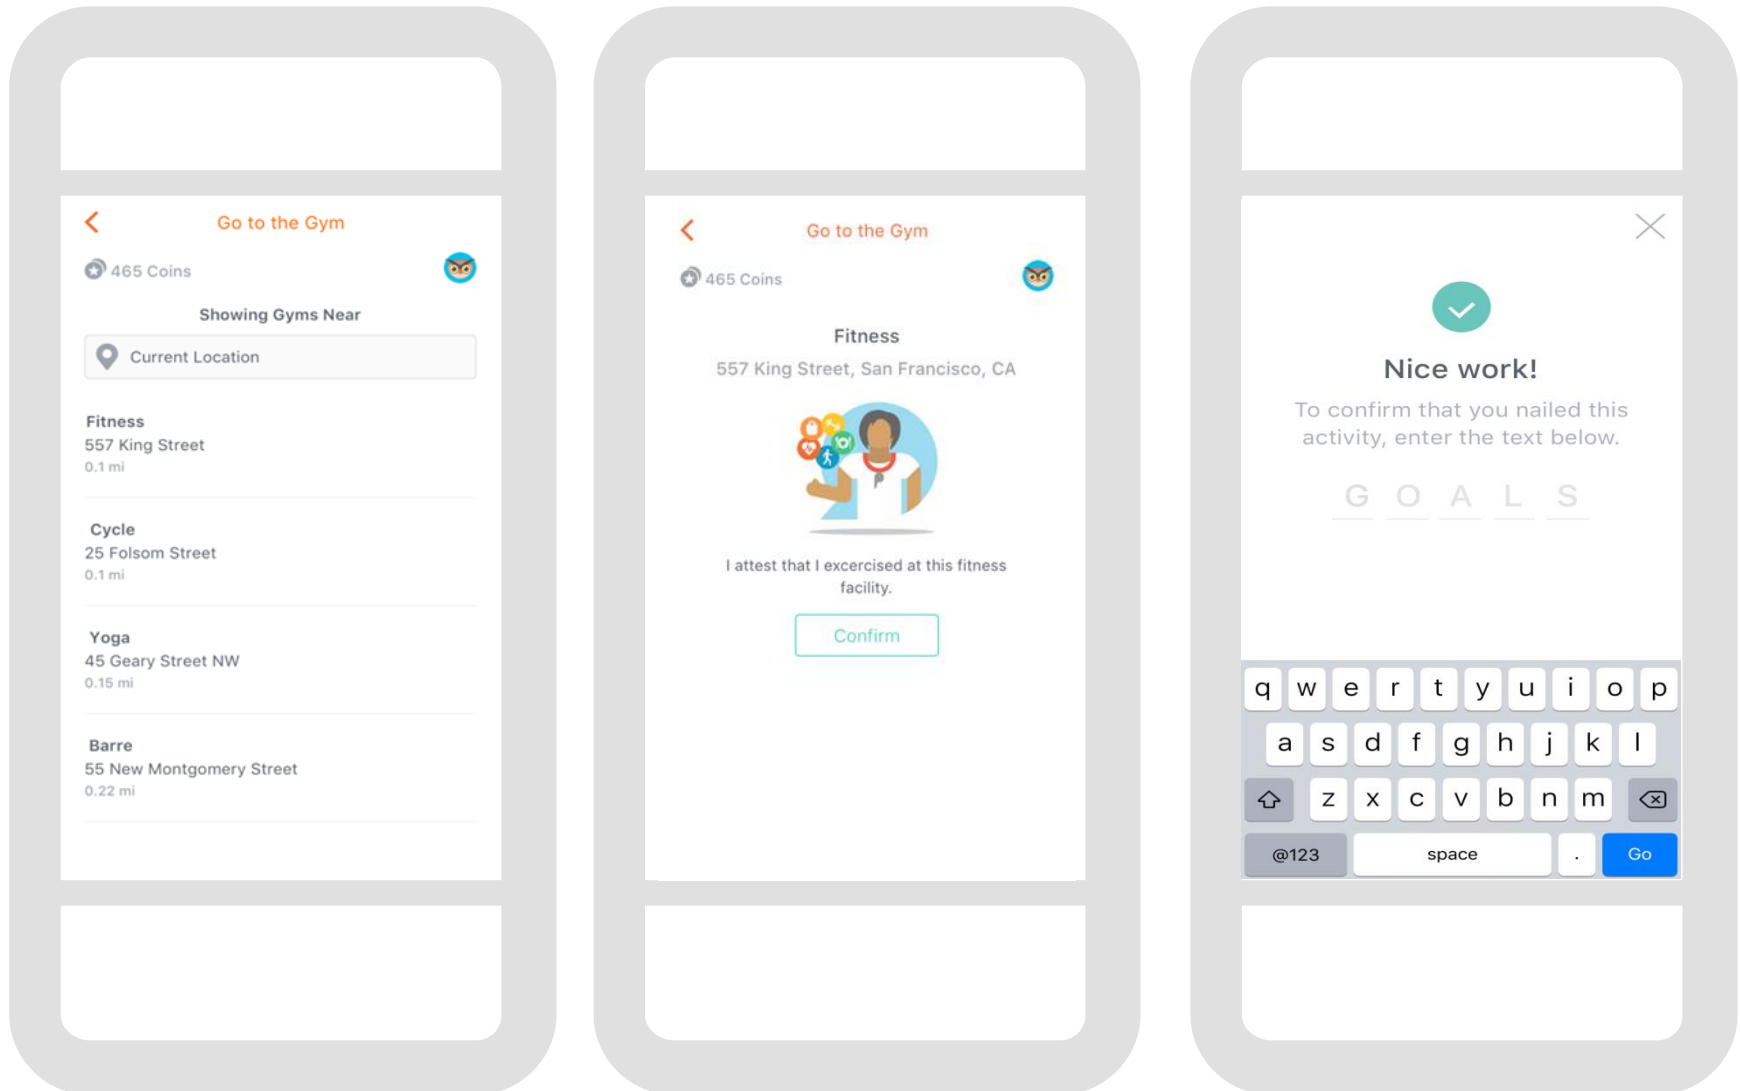 Go to the Gym
465 Coins
Showing Gyms Near
Current Location
Fitness
557 King Street
0.1 mi
Cycle
25 Folsom Street
0.1 mi
Yoga
45 Geary Street NW
0.15 mi
Barre
55 New Montgomery Street
0.22 mi
Go to the Gym
465 Coins
Fitness
557 King Street, San Francisco, CA
I attest that I excercised at this fitness
facility.
Confirm
Nice work!
To confirm that you nailed this
activity, enter the text below.
G O A L S
q w e r t y u i o p
a s d f g h j k l
z x c v b n m
@123 space . Go